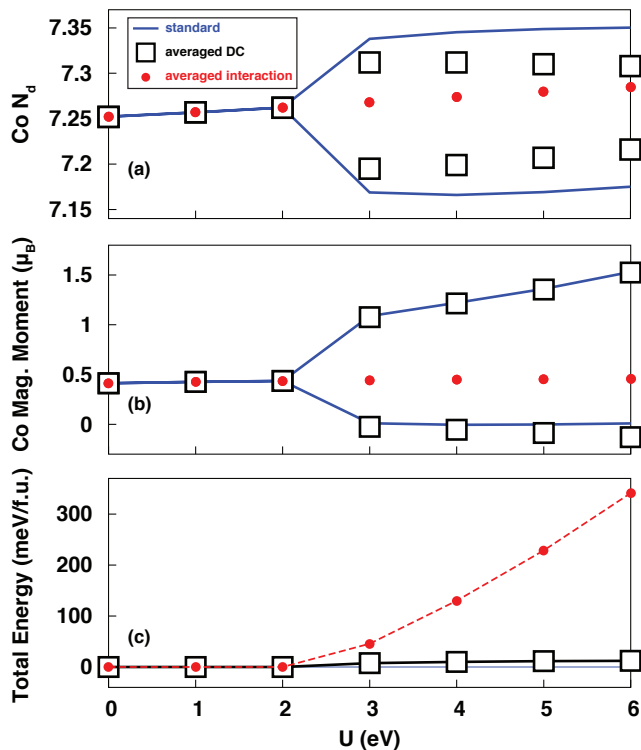 7.35
7.3
7.25
7.2
7.15
Co N_d
standard
averaged DC
averaged interaction
(a)
1.5
1
0.5
0
Co Mag. Moment (μ_B)
(b)
300
200
100
0
Total Energy (meV/f.u.)
(c)
0 1 2 3 4 5 6
U (eV)